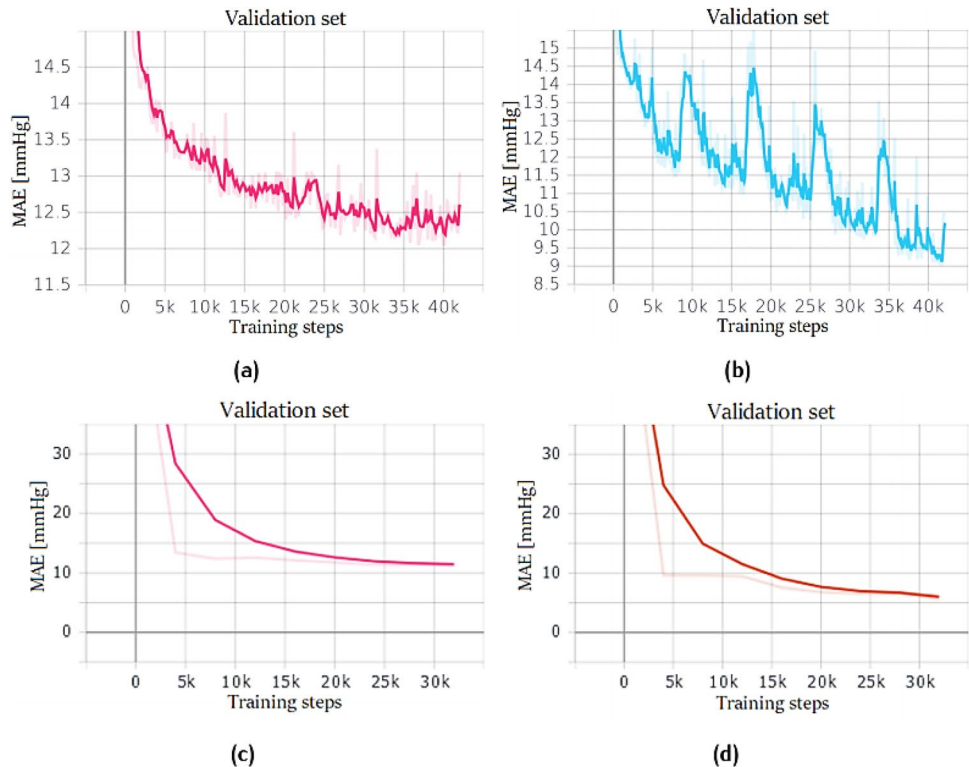 Validation set
MAE [mmHg]
14.5
14
13.5
13
12.5
12
11.5
0 5k 10k 15k 20k 25k 30k 35k 40k
Training steps
(a)
Validation set
MAE [mmHg]
15
14.5
14
13.5
13
12.5
12
11.5
11
10.5
10
9.5
9
8.5
0 5k 10k 15k 20k 25k 30k 35k 40k
Training steps
(b)
Validation set
MAE [mmHg]
30
20
10
0
0 5k 10k 15k 20k 25k 30k
Training steps
(c)
Validation set
MAE [mmHg]
30
20
10
0
0 5k 10k 15k 20k 25k 30k
Training steps
(d)